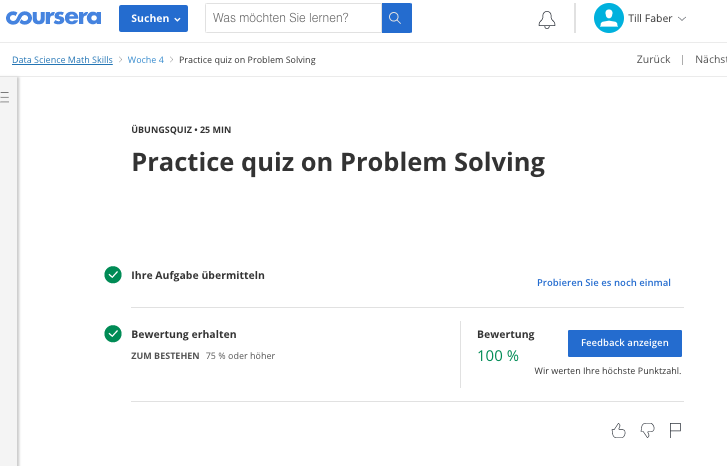 coursera
Suchen
Was möchten Sie lernen?
Till Faber
Data Science Math Skills > Woche 4 > Practice quiz on Problem Solving
Zurück | Nächst
ÜBUNGSQUIZ • 25 MIN
Practice quiz on Problem Solving
Ihre Aufgabe übermitteln
Probieren Sie es noch einmal
Bewertung erhalten
ZUM BESTEHEN 75 % oder höher
Bewertung
100 %
Feedback anzeigen
Wir werten Ihre höchste Punktzahl.